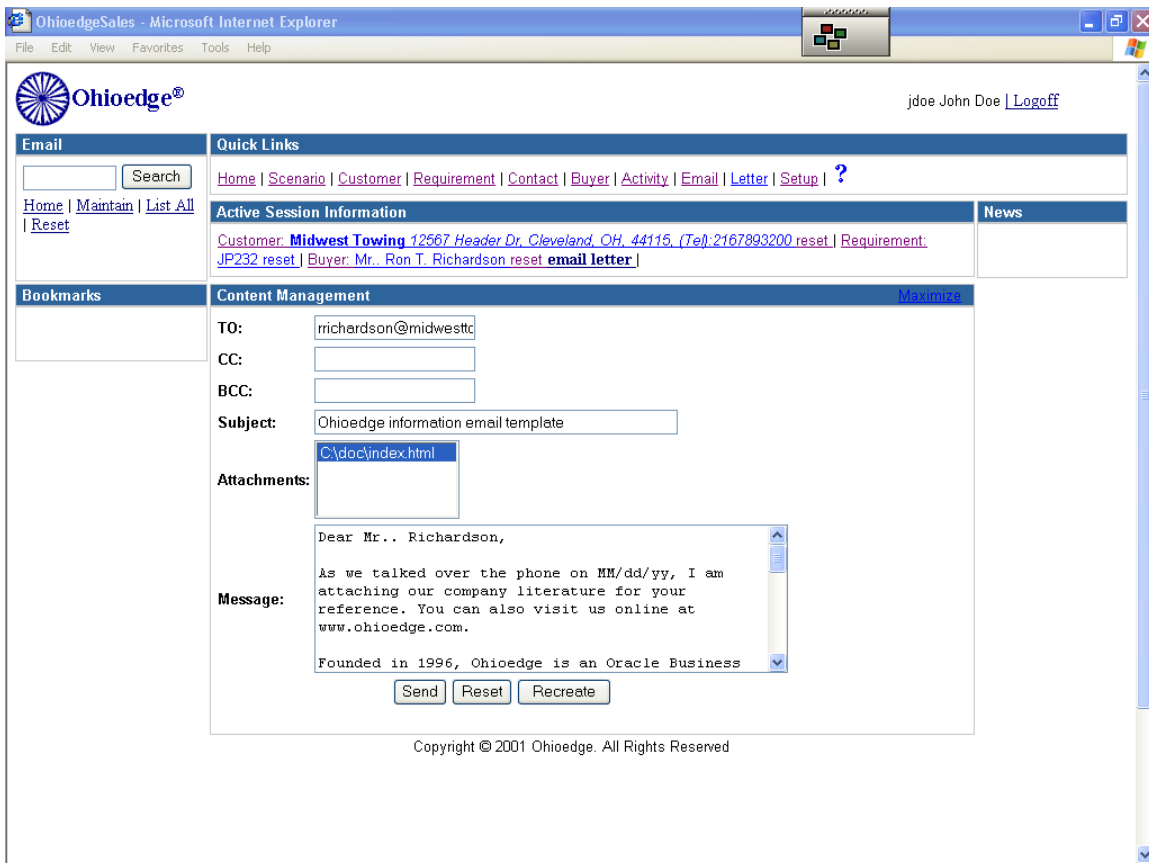 OhioedgeSales - Microsoft Internet Explorer
File Edit View Favorites Tools Help
Ohioedge®
jdoe John Doe | Logoff
Email
Search
Home | Maintain | List All
| Reset
Quick Links
Home | Scenario | Customer | Requirement | Contact | Buyer | Activity | Email | Letter | Setup | ?
Active Session Information
Customer: Midwest Towing 12567 Header Dr, Cleveland, OH, 44115, (Tel):2167893200 reset | Requirement:
JP232 reset | Buyer: Mr.. Ron T. Richardson reset email letter |
News
Bookmarks
Content Management
Maximize
TO: rrichardson@midwestto
CC:
BCC:
Subject: Ohioedge information email template
Attachments: C:\doc\index.html
Message:
Dear Mr.. Richardson,
As we talked over the phone on MM/dd/yy, I am
attaching our company literature for your
reference. You can also visit us online at
www.ohioedge.com.
Founded in 1996, Ohioedge is an Oracle Business
Send Reset Recreate
Copyright © 2001 Ohioedge. All Rights Reserved